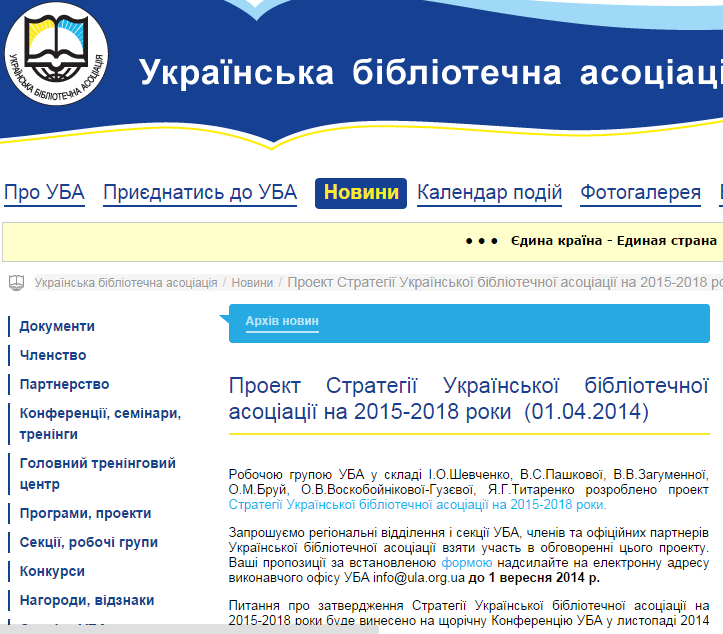 УКРАЇНСЬКА БІБЛІОТЕЧНА АСОЦІАЦІЯ
Українська бібліотечна асоціаці
Про УБА Приєднатись до УБА Новини Календар подій Фотогалерея
● ● ● Єдина країна - Единая страна
Українська бібліотечна асоціація / Новини / Проект Стратегії Української бібліотечної асоціації на 2015-2018 ро
Документи
Членство
Партнерство
Конференції, семінари,
тренінги
Головний тренінговий
центр
Програми, проекти
Секції, робочі групи
Конкурси
Нагороди, відзнаки
Архів новин
Проект Стратегії Української бібліотечної
асоціації на 2015-2018 роки (01.04.2014)
Робочою групою УБА у складі І.О.Шевченко, В.С.Пашкової, В.В.Загуменної,
О.М.Бруй, О.В.Воскобойнікової-Гузєвої, Я.Г.Титаренко розроблено проект
Стратегії Української бібліотечної асоціації на 2015-2018 роки.
Запрошуємо регіональні відділення і секції УБА, членів та офіційних партнерів
Української бібліотечної асоціації взяти участь в обговоренні цього проекту.
Ваші пропозиції за встановленою формою надсилайте на електронну адресу
виконавчого офісу УБА info@ula.org.ua до 1 вересня 2014 р.
Питання про затвердження Стратегії Української бібліотечної асоціації на
2015-2018 роки буде винесено на щорічну Конференцію УБА у листопаді 2014